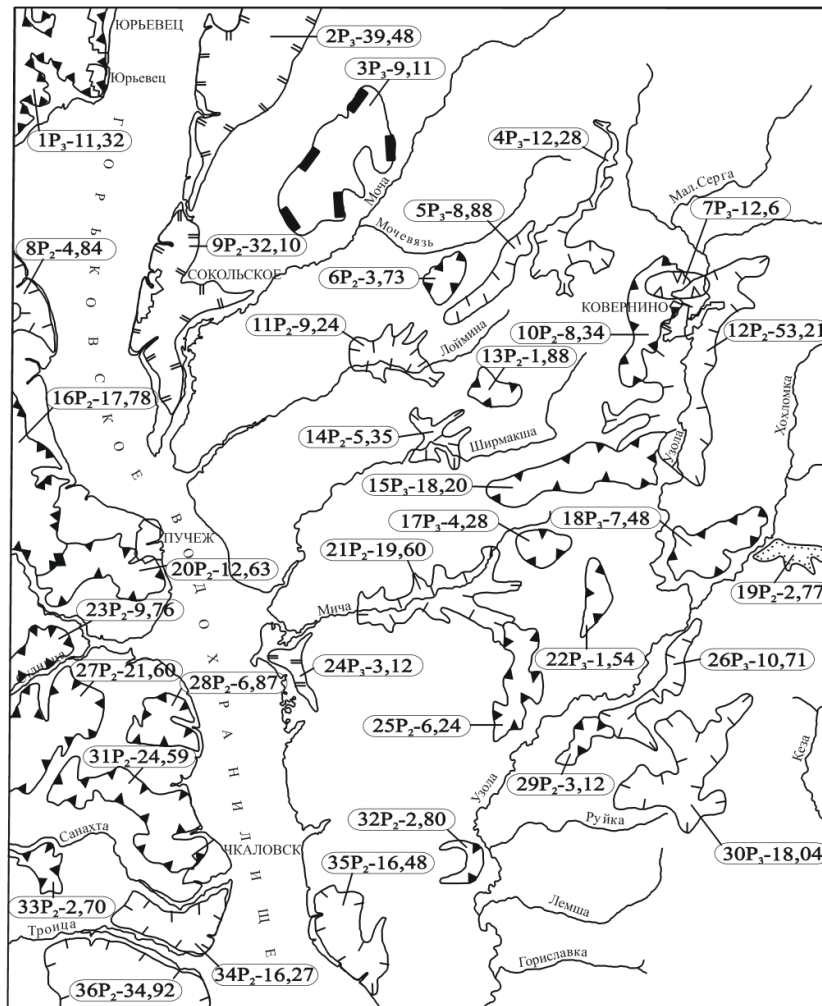 ЮРЬЕВЕЦ
2P₃-39,48
3P₃-9,11
Юрьевец
1P₃-11,32
4P₃-12,28
Моча
Мал.Серга
5P₃-8,88
7P₃-12,6
Мочевязь
8P₂-4,84
9P₂-32,10
СОКОЛЬСКОЕ
6P₂-3,73
КОВЕРНИНО
11P₂-9,24
Лоймина
10P₂-8,34
12P₂-53,21
13P₂-1,88
Хохломка
16P₂-17,78
14P₂-5,35
Ширмакша
Узола
15P₃-18,20
17P₃-4,28
18P₃-7,48
ПУЧЕЖ
21P₂-19,60
20P₂-12,63
19P₂-2,77
23P₂-9,76
Мича
24P₃-3,12
22P₃-1,54
26P₃-10,71
27P₂-21,60
28P₂-6,87
25P₂-6,24
31P₂-24,59
Узола
29P₂-3,12
Кеза
Санахта
ЧКАЛОВСК
32P₂-2,80
Руйка
30P₃-18,04
35P₂-16,48
33P₂-2,70
Лемша
Троица
34P₂-16,27
Гориславка
36P₂-34,92
ГОРЬКОВСКОЕ ВОДОХРАНИЛИЩЕ